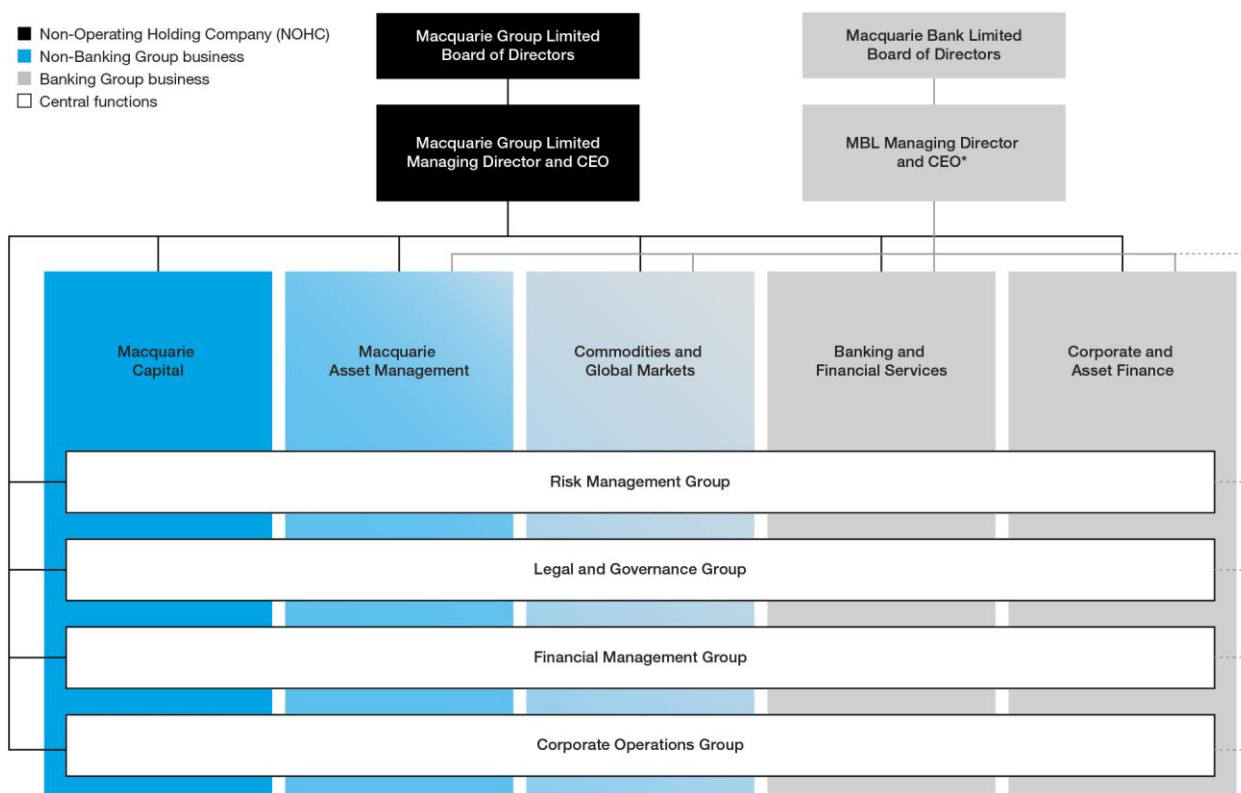 Non-Operating Holding Company (NOHC)
Non-Banking Group business
Banking Group business
Central functions
Macquarie Group Limited
Board of Directors
Macquarie Bank Limited
Board of Directors
Macquarie Group Limited
Managing Director and CEO
MBL Managing Director
and CEO*
Macquarie
Capital
Macquarie
Asset Management
Commodities and
Global Markets
Banking and
Financial Services
Corporate and
Asset Finance
Risk Management Group
Legal and Governance Group
Financial Management Group
Corporate Operations Group